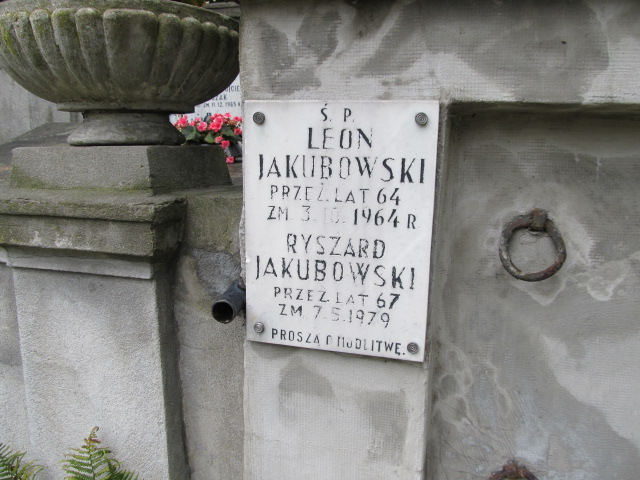 Ś. P.
LEON
JAKUBOWSKI
PRZEŻ. LAT 64
ZM. 3.10.1964 R.
RYSZARD
JAKUBOWSKI
PRZEŻ. LAT 67
ZM 7.5.1979
PROSZĄ O MODLITWĘ.